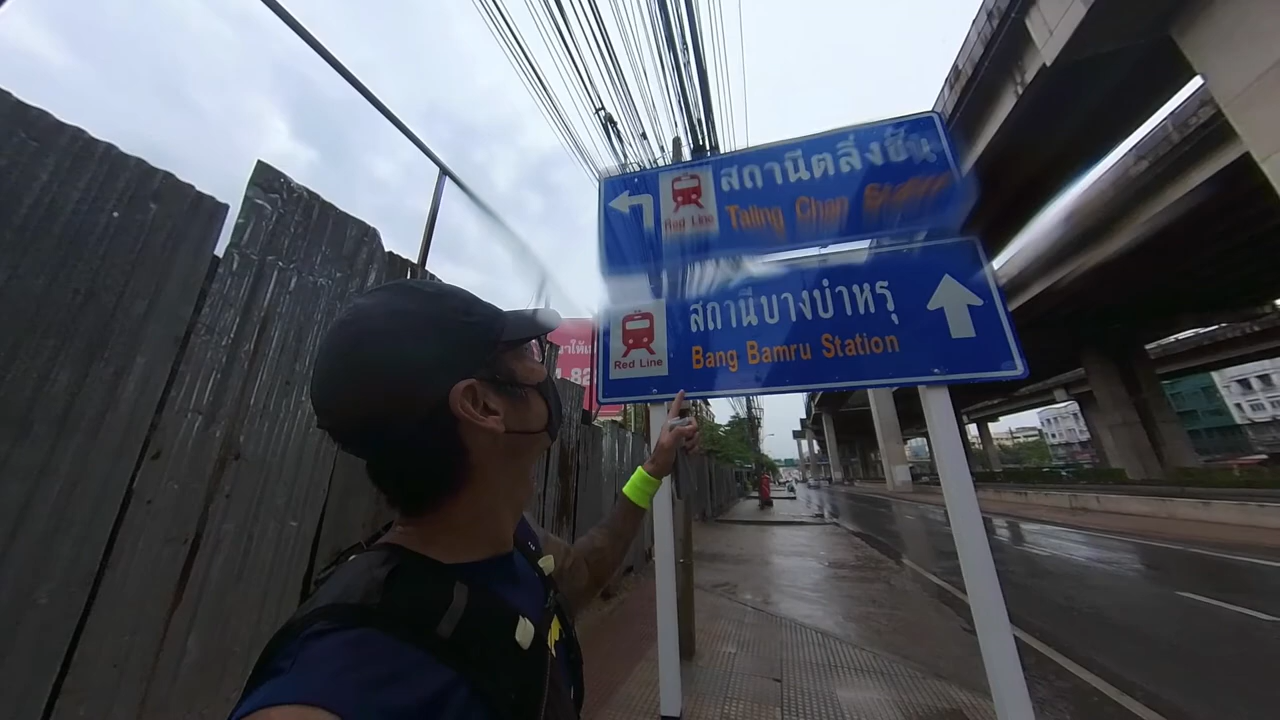 สถานีตลิ่งชัน
Red Line
Taling Chan Station
สถานีบางบำหรุ
Red Line
Bang Bamru Station